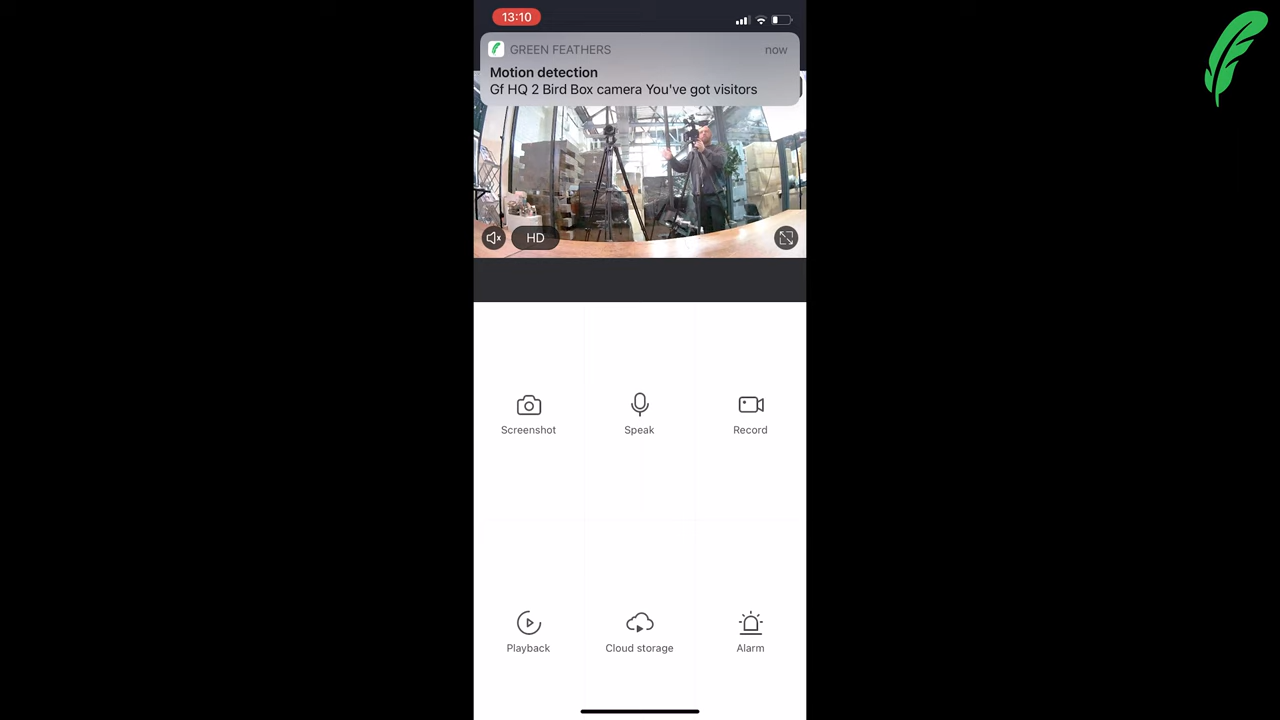 13:10
GREEN FEATHERS
now
Motion detection
Gf HQ 2 Bird Box camera You've got visitors
HD
Screenshot
Speak
Record
Playback
Cloud storage
Alarm